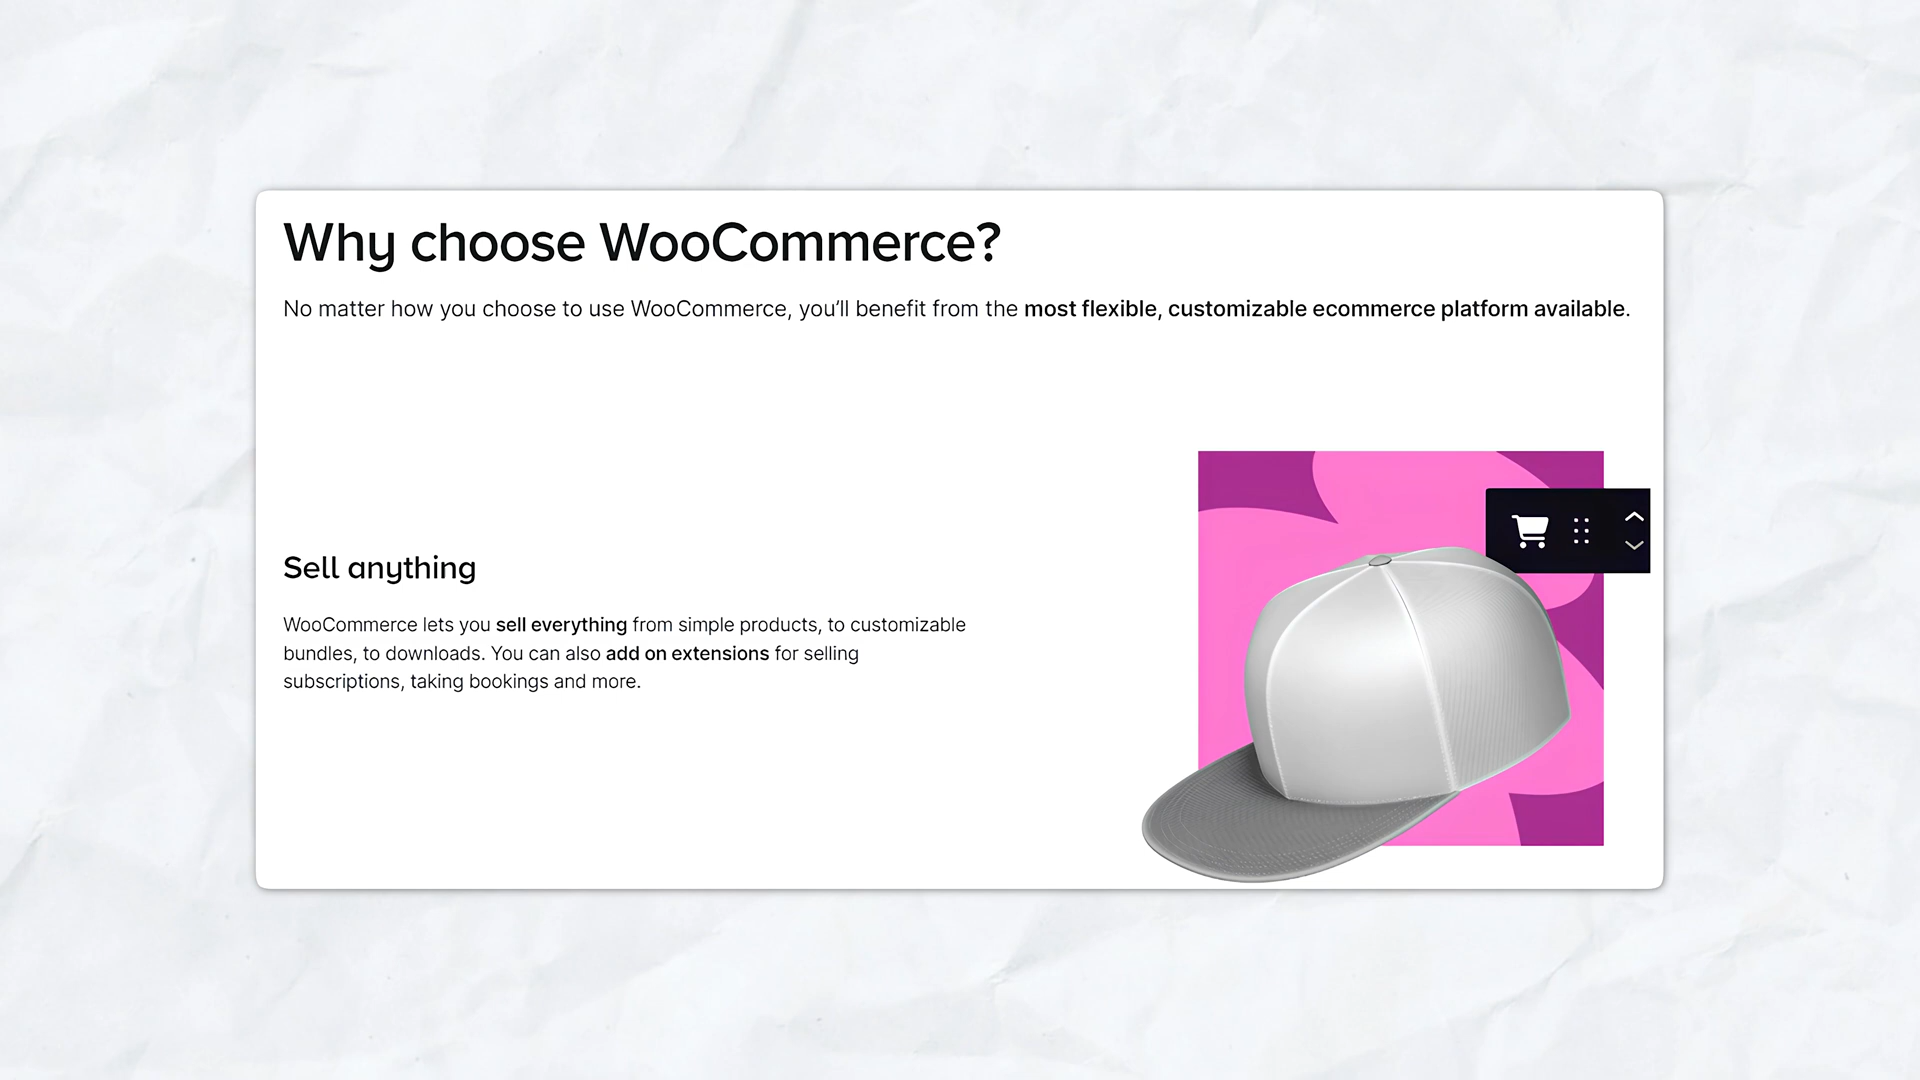 Why choose WooCommerce?
No matter how you choose to use WooCommerce, you’ll benefit from the most flexible, customizable ecommerce platform available.
Sell anything
WooCommerce lets you sell everything from simple products, to customizable
bundles, to downloads. You can also add on extensions for selling
subscriptions, taking bookings and more.